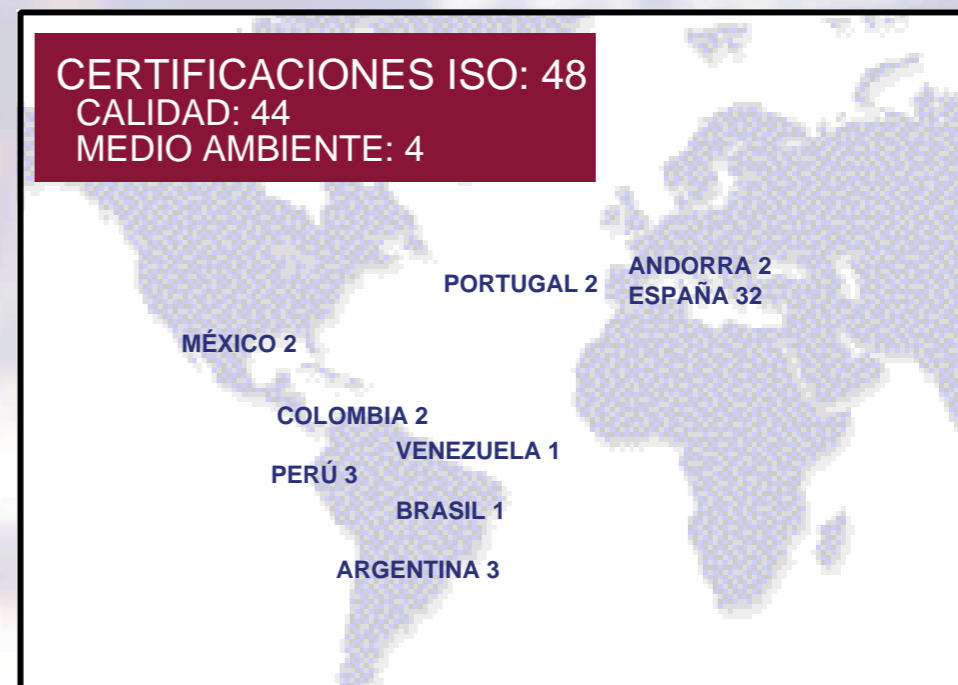 CERTIFICACIONES ISO: 48
CALIDAD: 44
MEDIO AMBIENTE: 4
ANDORRA 2
PORTUGAL 2
ESPAÑA 32
MÉXICO 2
COLOMBIA 2
VENEZUELA 1
PERÚ 3
BRASIL 1
ARGENTINA 3